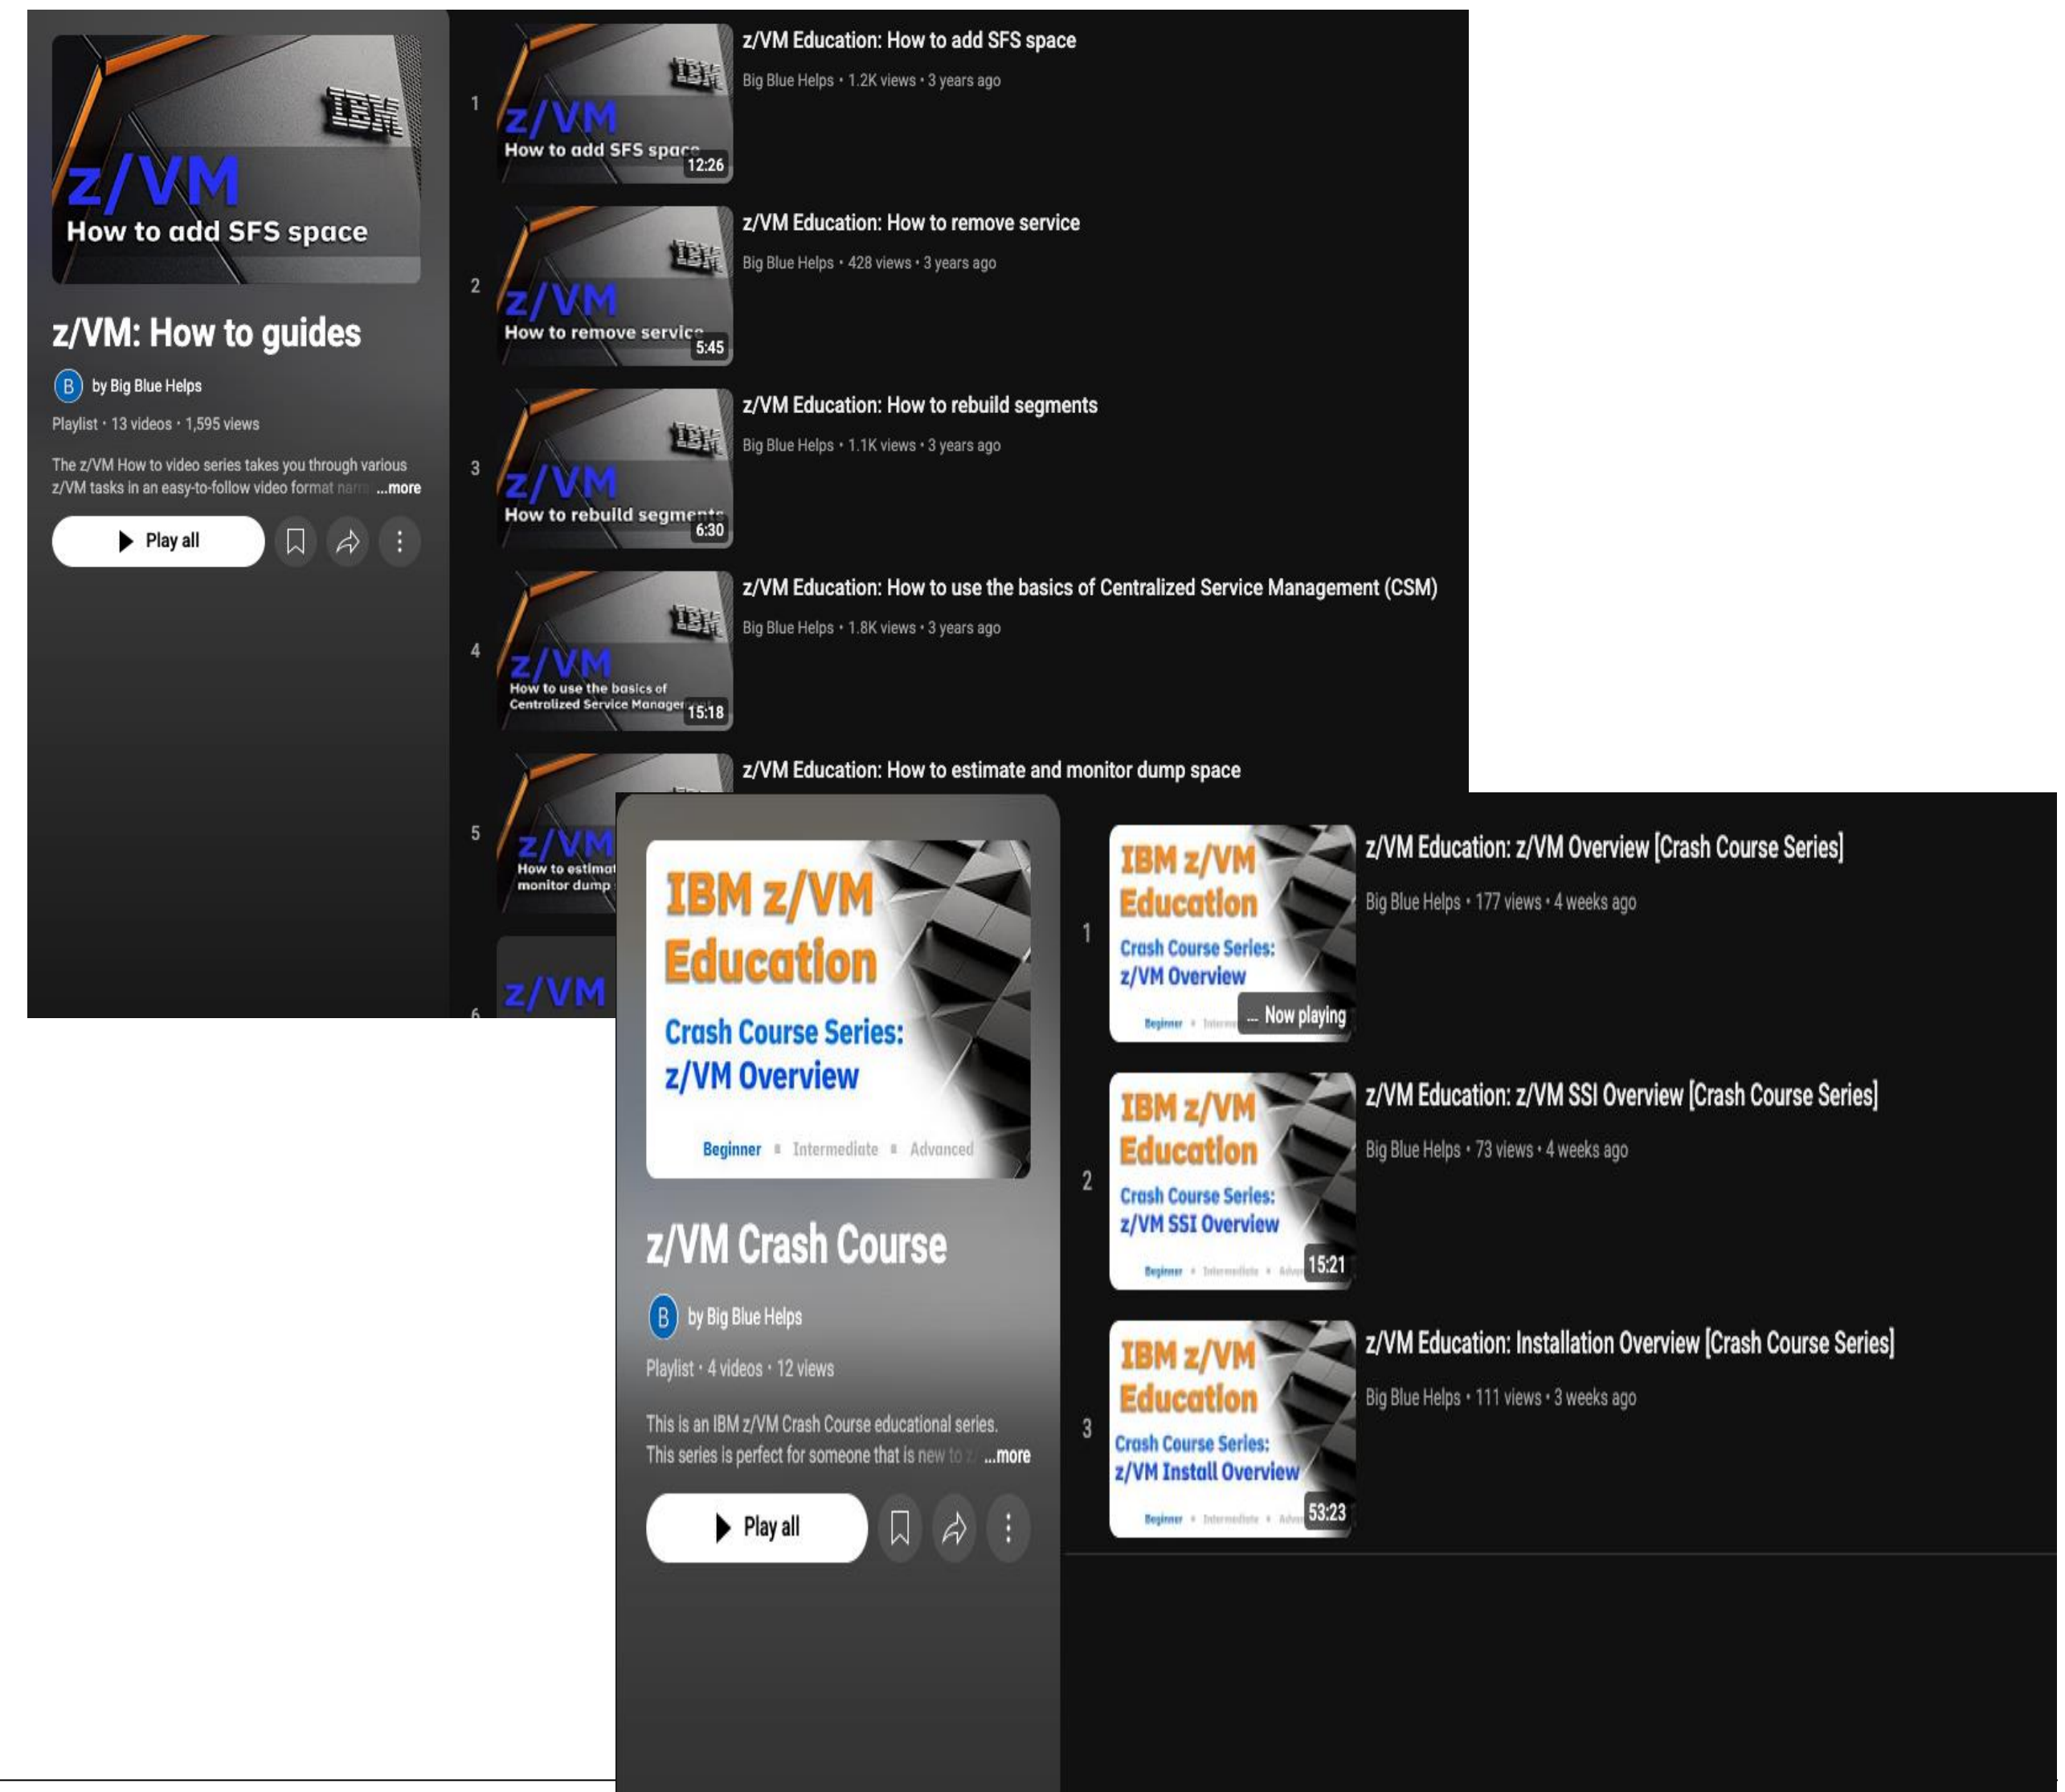 IBM
z/VM
How to add SFS space
z/VM: How to guides
B by Big Blue Helps
Playlist • 13 videos • 1,595 views
The z/VM How to video series takes you through various
z/VM tasks in an easy-to-follow video format ...more
Play all
1
IBM
z/VM
How to add SFS space
12:26
z/VM Education: How to add SFS space
Big Blue Helps • 1.2K views • 3 years ago
2
IBM
z/VM
How to remove service
5:45
z/VM Education: How to remove service
Big Blue Helps • 428 views • 3 years ago
3
IBM
z/VM
How to rebuild segments
6:30
z/VM Education: How to rebuild segments
Big Blue Helps • 1.1K views • 3 years ago
4
IBM
z/VM
How to use the basics of
Centralized Service
15:18
z/VM Education: How to use the basics of Centralized Service Management (CSM)
Big Blue Helps • 1.8K views • 3 years ago
5
z/VM
How to
monitor dump
z/VM Education: How to estimate and monitor dump space
6
z/VM
IBM z/VM
Education
Crash Course Series:
z/VM Overview
Beginner ▪ Intermediate ▪ Advanced
z/VM Crash Course
B by Big Blue Helps
Playlist • 4 videos • 12 views
This is an IBM z/VM Crash Course educational series.
This series is perfect for someone that is new to ...more
Play all
1
IBM z/VM
Education
Crash Course Series:
z/VM Overview
Beginner
... Now playing
z/VM Education: z/VM Overview [Crash Course Series]
Big Blue Helps • 177 views • 4 weeks ago
2
IBM z/VM
Education
Crash Course Series:
z/VM SSI Overview
Beginner ▪ Intermediate ▪
15:21
z/VM Education: z/VM SSI Overview [Crash Course Series]
Big Blue Helps • 73 views • 4 weeks ago
3
IBM z/VM
Education
Crash Course Series:
z/VM Install Overview
Beginner ▪ Intermediate ▪
53:23
z/VM Education: Installation Overview [Crash Course Series]
Big Blue Helps • 111 views • 3 weeks ago